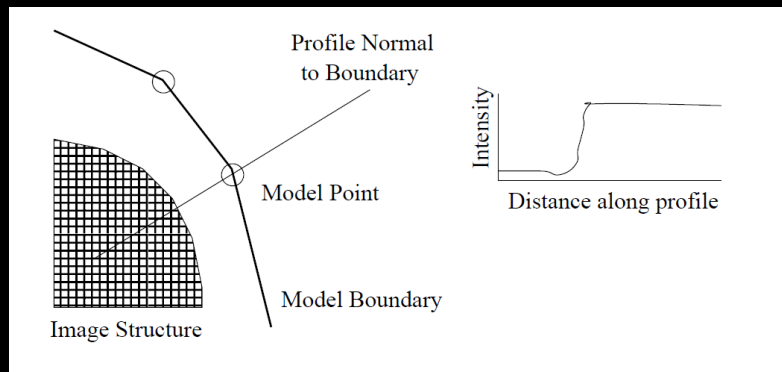 Profile Normal
to Boundary
Intensity
Model Point
Distance along profile
Model Boundary
Image Structure